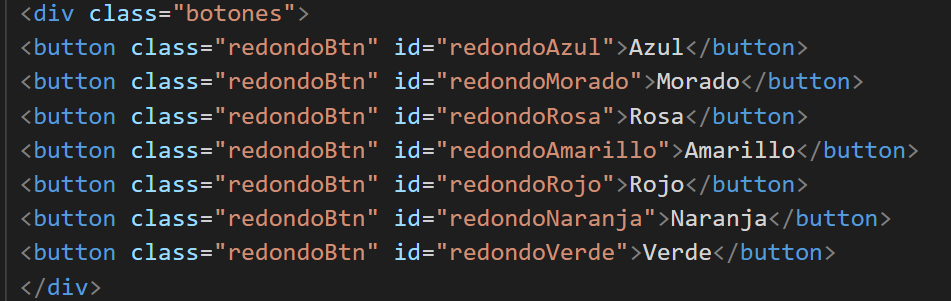 <div class="botones">
<button class="redondoBtn" id="redondoAzul">Azul</button>
<button class="redondoBtn" id="redondoMorado">Morado</button>
<button class="redondoBtn" id="redondoRosa">Rosa</button>
<button class="redondoBtn" id="redondoAmarillo">Amarillo</button>
<button class="redondoBtn" id="redondoRojo">Rojo</button>
<button class="redondoBtn" id="redondoNaranja">Naranja</button>
<button class="redondoBtn" id="redondoVerde">Verde</button>
</div>